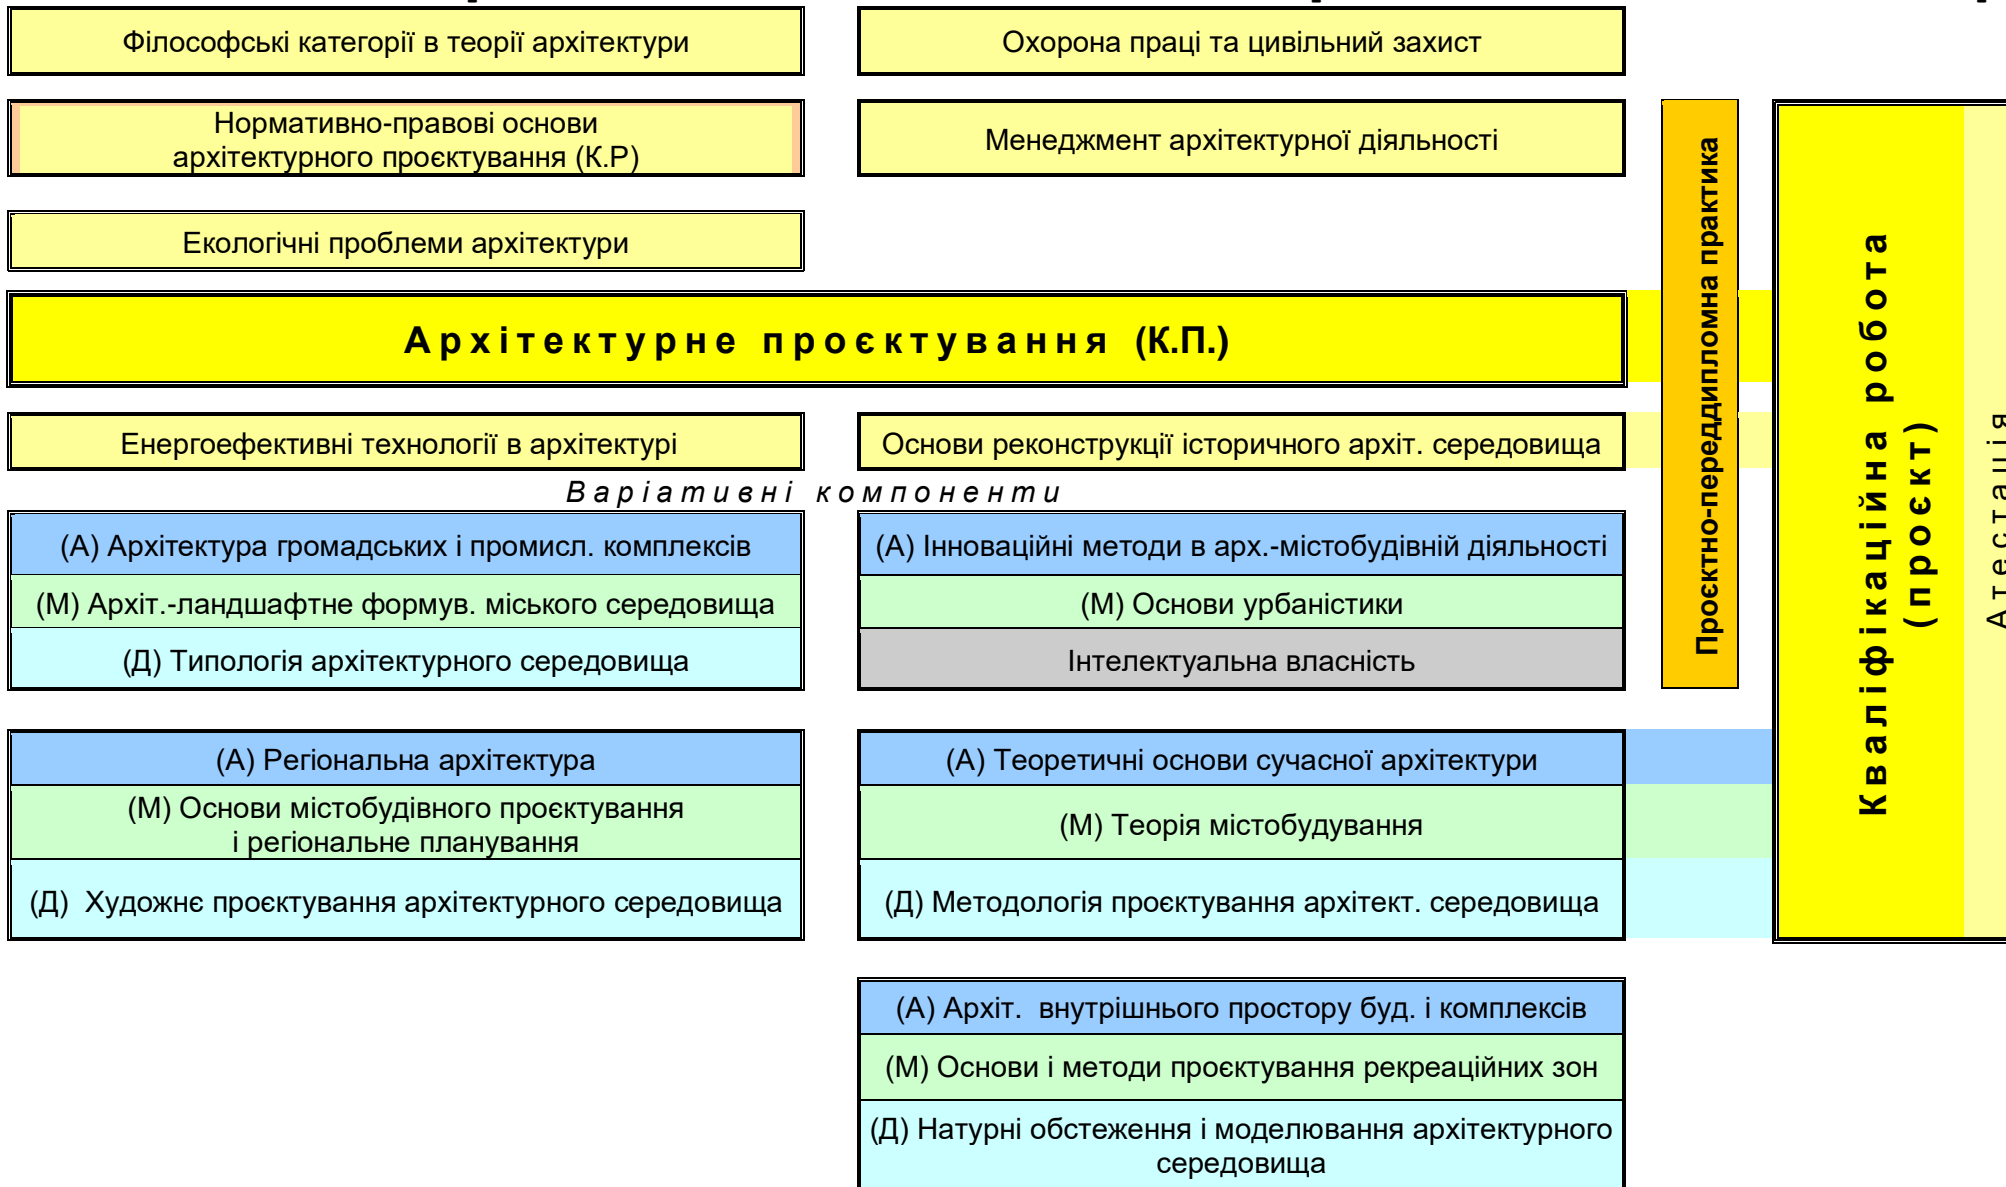 Філософські категорії в теорії архітектури
Охорона праці та цивільний захист
Нормативно-правові основи
архітектурного проєктування (К.Р)
Менеджмент архітектурної діяльності
Екологічні проблеми архітектури
Архітектурне проєктування (К.П.)
Енергоефективні технології в архітектурі
Основи реконструкції історичного архіт. середовища
Варіативні компоненти
(А) Архітектура громадських і промисл. комплексів
(М) Архіт.-ландшафтне формув. міського середовища
(Д) Типологія архітектурного середовища
(А) Інноваційні методи в арх.-містобудівній діяльності
(М) Основи урбаністики
Інтелектуальна власність
(А) Регіональна архітектура
(М) Основи містобудівного проєктування
і регіональне планування
(Д) Художнє проєктування архітектурного середовища
(А) Теоретичні основи сучасної архітектури
(М) Теорія містобудування
(Д) Методологія проєктування архітект. середовища
(А) Архіт. внутрішнього простору буд. і комплексів
(М) Основи і методи проєктування рекреаційних зон
(Д) Натурні обстеження і моделювання архітектурного
середовища
Проєктно-переддипломна практика
Кваліфікаційна робота
(проєкт)
Атестація